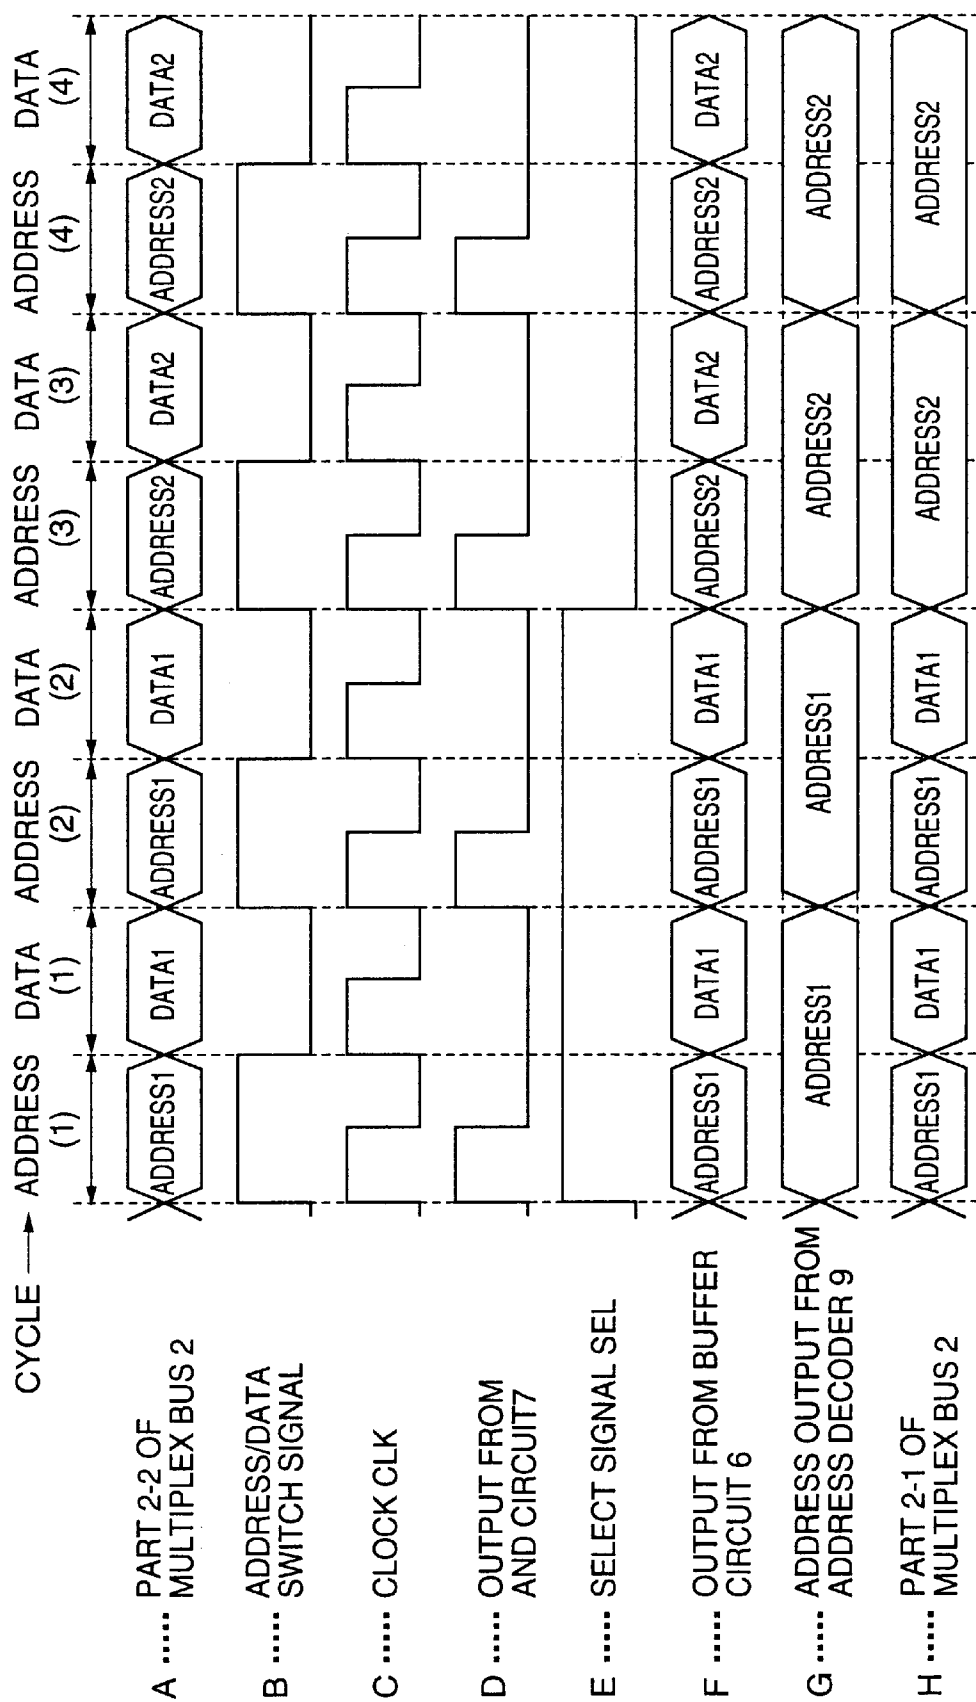 CYCLE → ADDRESS DATA ADDRESS DATA ADDRESS DATA ADDRESS DATA
(1) (1) (2) (2) (3) (3) (4) (4)
A ..... PART 2-2 OF
MULTIPLEX BUS 2
ADDRESS1 DATA1 ADDRESS1 DATA1 ADDRESS2 DATA2 ADDRESS2 DATA2
B ..... ADDRESS/DATA
SWITCH SIGNAL
C ..... CLOCK CLK
D ..... OUTPUT FROM
AND CIRCUIT7
E ..... SELECT SIGNAL SEL
F ..... OUTPUT FROM BUFFER
CIRCUIT 6
ADDRESS1 DATA1 ADDRESS1 DATA1 ADDRESS2 DATA2 ADDRESS2 DATA2
G ..... ADDRESS OUTPUT FROM
ADDRESS DECODER 9
ADDRESS1 ADDRESS1 ADDRESS2 ADDRESS2
H ..... PART 2-1 OF
MULTIPLEX BUS 2
ADDRESS1 DATA1 ADDRESS1 DATA1 ADDRESS2 ADDRESS2